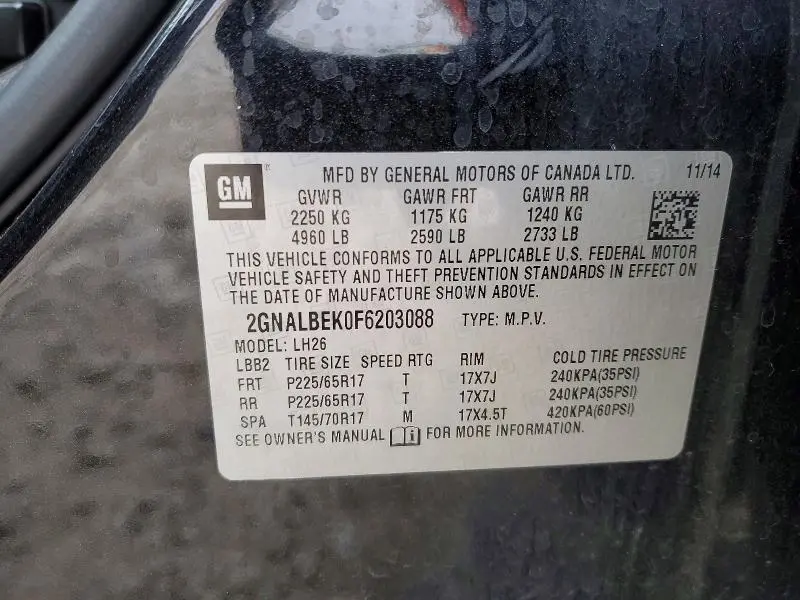 GM ® MFD BY GENERAL MOTORS OF CANADA LTD. 11/14
GVWR GAWR FRT GAWR RR
2250 KG 1175 KG 1240 KG
4960 LB 2590 LB 2733 LB
THIS VEHICLE CONFORMS TO ALL APPLICABLE U.S. FEDERAL MOTOR
VEHICLE SAFETY AND THEFT PREVENTION STANDARDS IN EFFECT ON
THE DATE OF MANUFACTURE SHOWN ABOVE.
2GNALBEK0F6203088 TYPE: M.P.V.
MODEL: LH26
LBB2 TIRE SIZE SPEED RTG RIM COLD TIRE PRESSURE
FRT P225/65R17 T 17X7J 240KPA(35PSI)
RR P225/65R17 T 17X7J 240KPA(35PSI)
SPA T145/70R17 M 17X4.5T 420KPA(60PSI)
SEE OWNER'S MANUAL i FOR MORE INFORMATION.